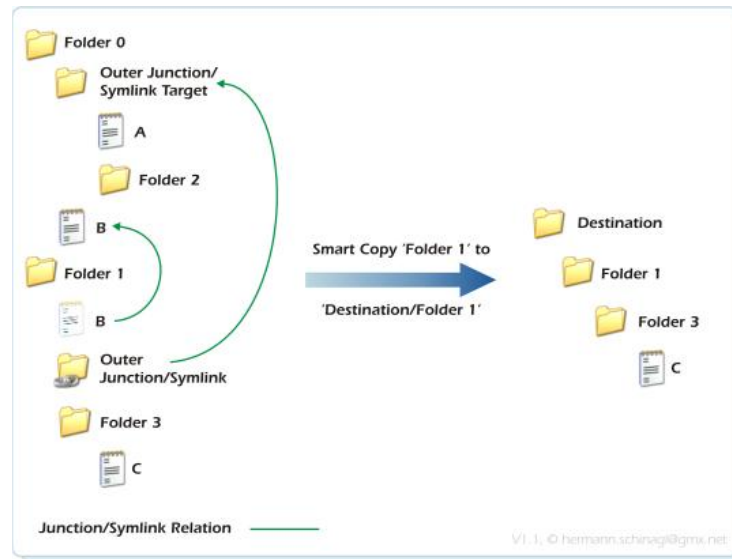 Folder 0
Outer Junction/
Symlink Target
A
Folder 2
B
Folder 1
B
Outer
Junction/Symlink
Folder 3
C
Junction/Symlink Relation
Smart Copy 'Folder 1' to
'Destination/Folder 1'
Destination
Folder 1
Folder 3
C
V1.1, © hermann.schinagl@gmx.net